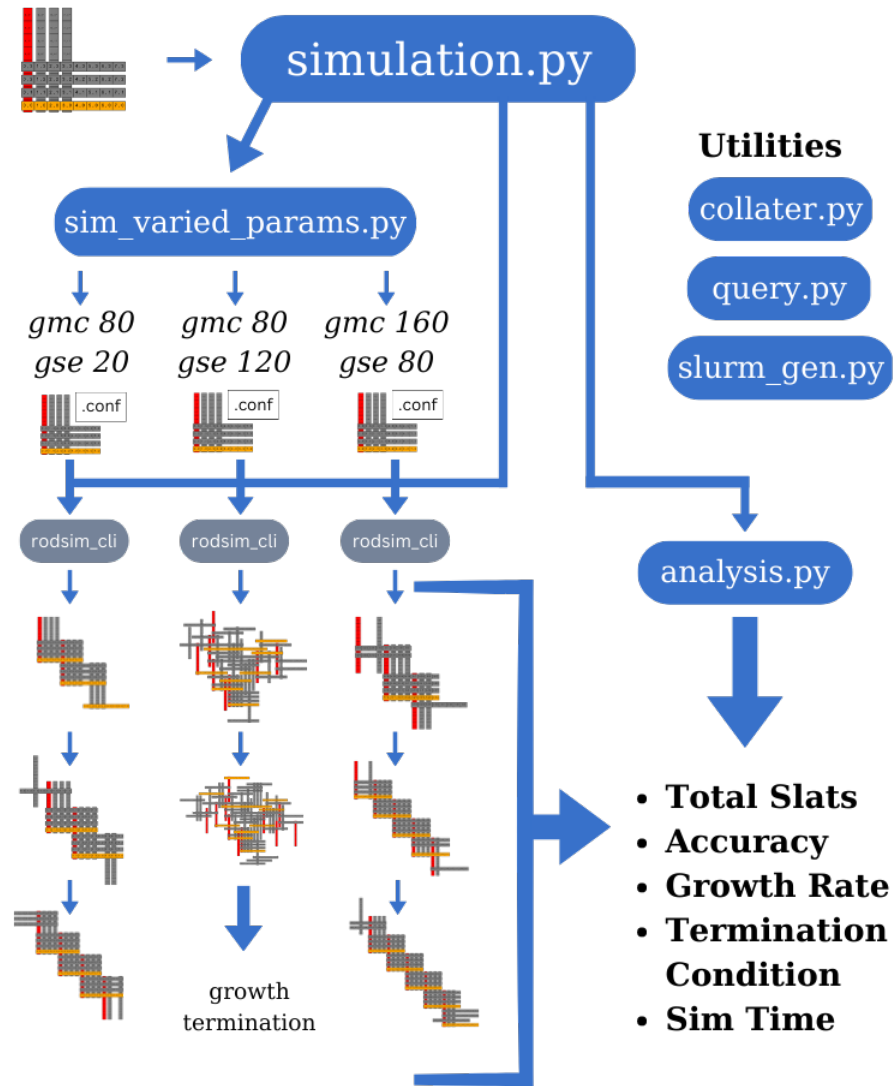 simulation.py
Utilities
collater.py
sim_varied_params.py
query.py
gmc 80
gse 20
gmc 80
gse 120
gmc 160
gse 80
slurm_gen.py
.conf
.conf
.conf
rodsim_cli
rodsim_cli
rodsim_cli
analysis.py
growth
termination
• Total Slats
• Accuracy
• Growth Rate
• Termination
Condition
• Sim Time